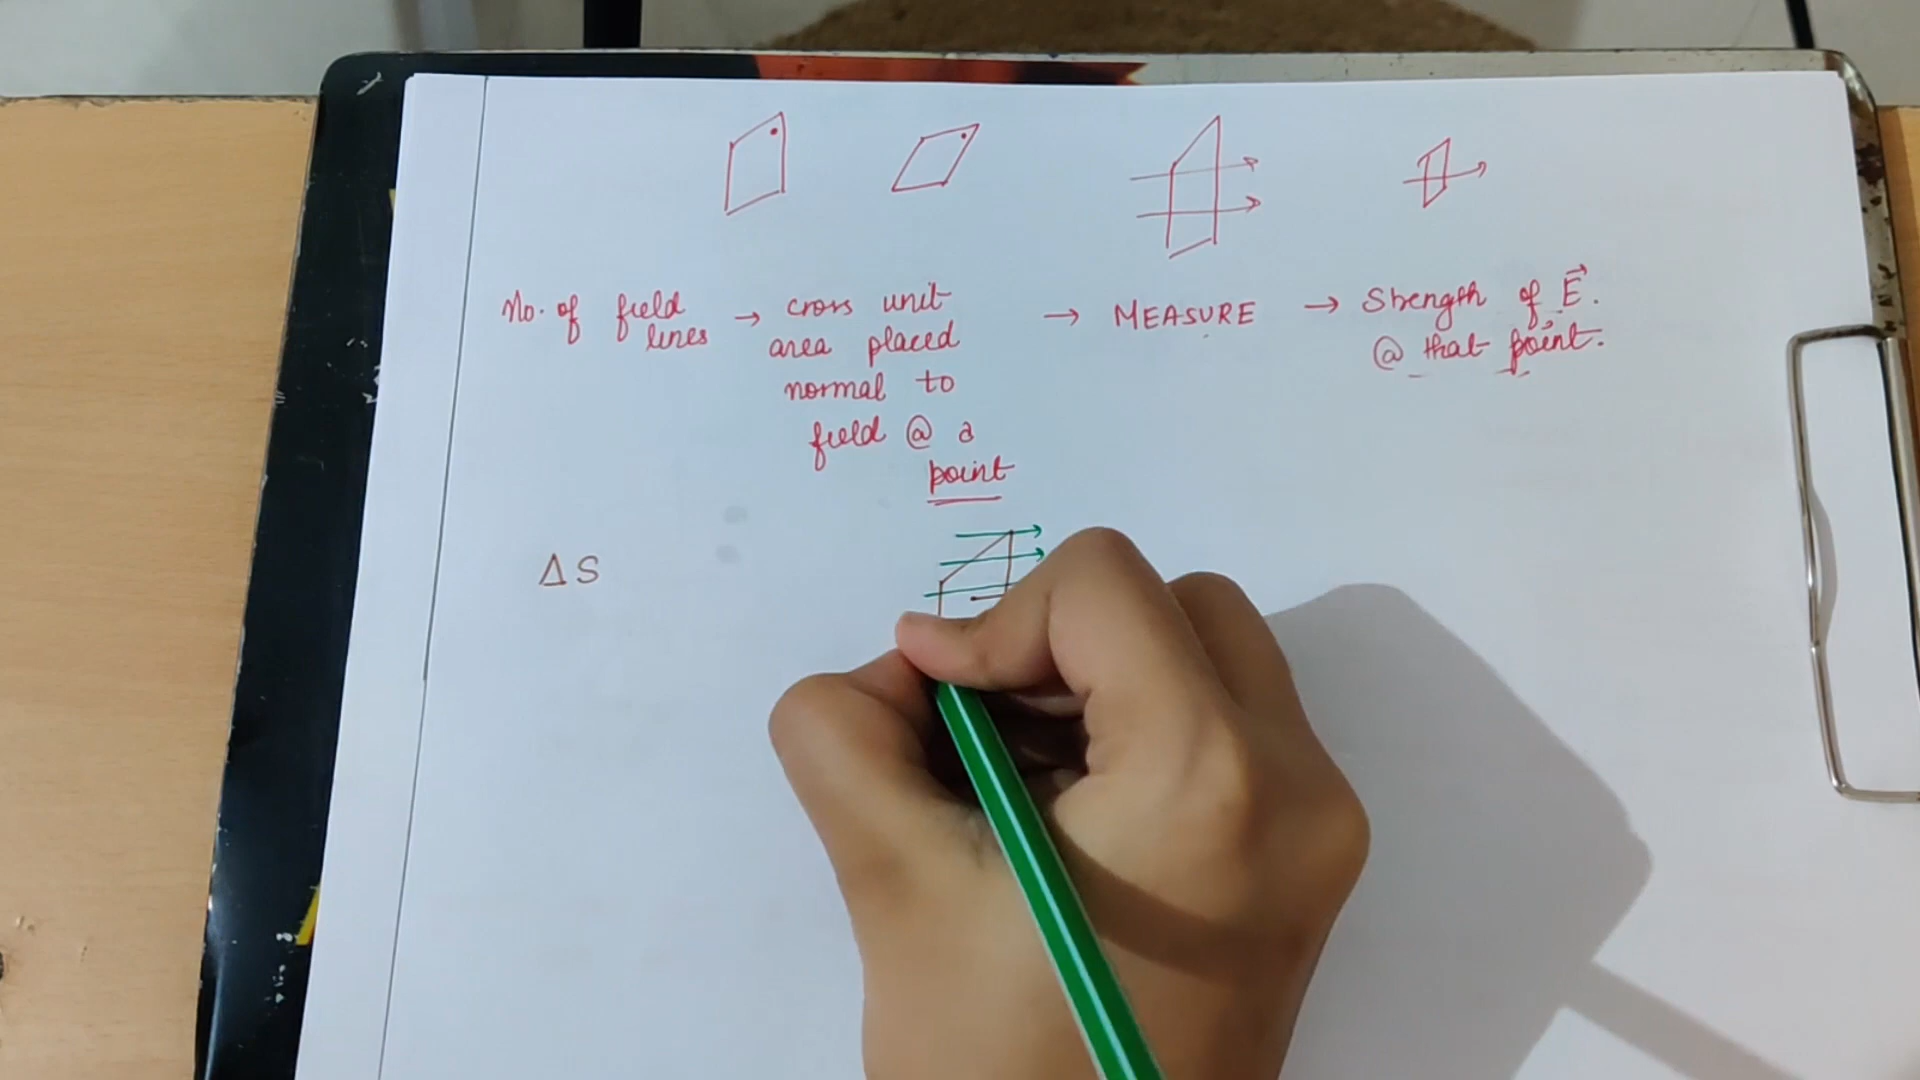 No. of field lines → cross unit area placed normal to field @ a point → MEASURE → Strength of E⃗. @ that point.
ΔS